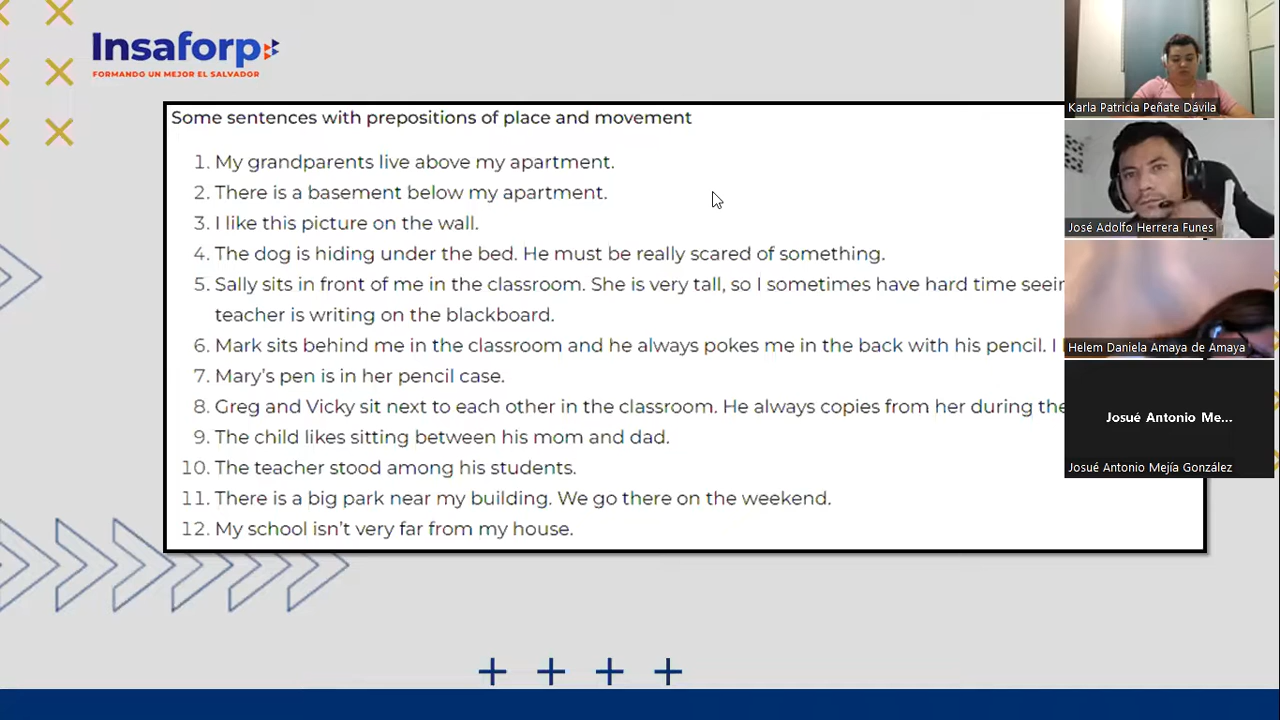 Insaforp
FORMANDO UN MEJOR EL SALVADOR
Some sentences with prepositions of place and movement
1. My grandparents live above my apartment.
2. There is a basement below my apartment.
3. I like this picture on the wall.
4. The dog is hiding under the bed. He must be really scared of something.
5. Sally sits in front of me in the classroom. She is very tall, so I sometimes have hard time
teacher is writing on the blackboard.
6. Mark sits behind me in the classroom and he always pokes me in the back with his pencil. I
7. Mary's pen is in her pencil case.
8. Greg and Vicky sit next to each other in the classroom. He always copies from her during the
9. The child likes sitting between his mom and dad.
10. The teacher stood among his students.
11. There is a big park near my building. We go there on the weekend.
12. My school isn't very far from my house.
Karla Patricia Peñate Dávila
José Adolfo Herrera Funes
Helem Daniela Amaya de Amaya
Josué Antonio Me...
Josué Antonio Mejía González